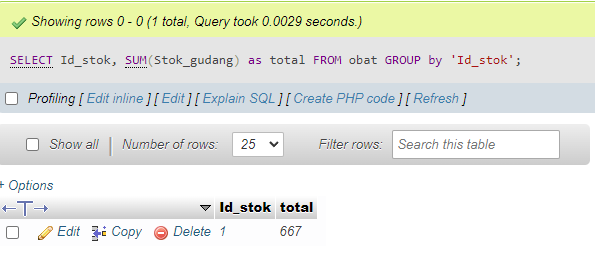 Showing rows 0 - 0 (1 total, Query took 0.0029 seconds.)
SELECT Id_stok, SUM(Stok_gudang) as total FROM obat GROUP by 'Id_stok';
Profiling [ Edit inline ] [ Edit ] [ Explain SQL ] [ Create PHP code ] [ Refresh ]
Show all | Number of rows: 25 Filter rows: Search this table
+ Options
←T→ Id_stok total
Edit Copy Delete 1 667